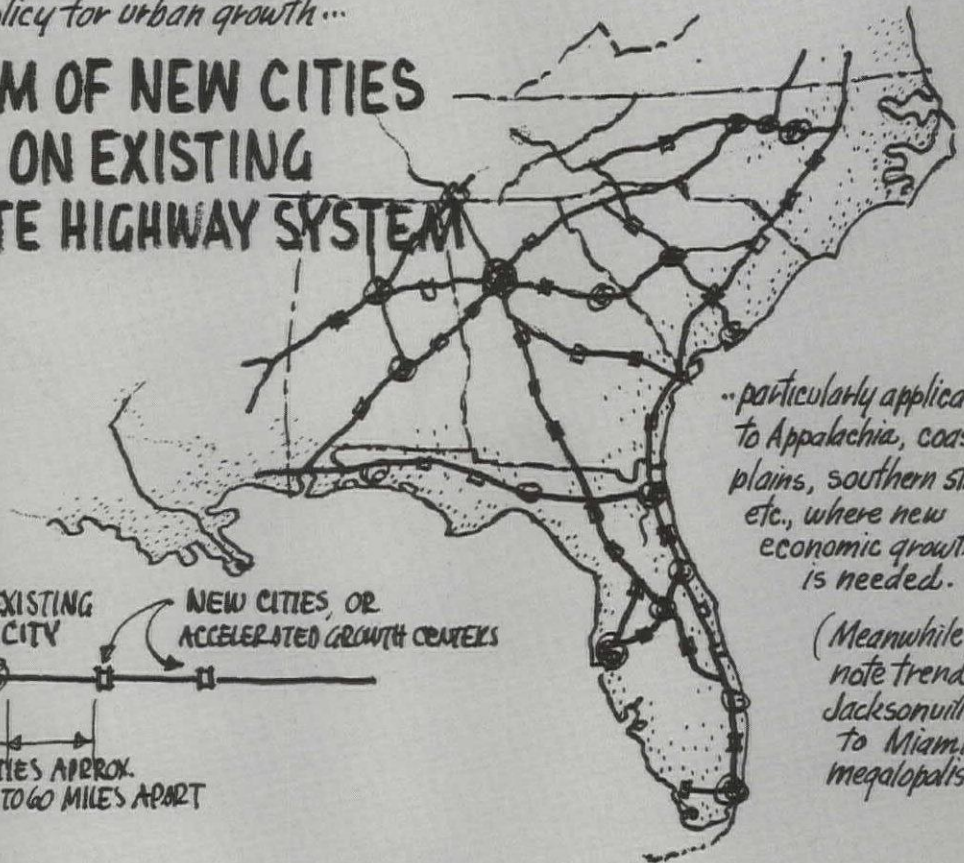 licy for urban growth...
M OF NEW CITIES
ON EXISTING
TE HIGHWAY SYSTEM
..particularly applica
to Appalachia, coas
plains, southern st
etc., where new
economic growt
is needed.
(Meanwhile
note trend
Jacksonvil
to Miam
megalopolis
XISTING
CITY
NEW CITIES, OR
ACCELERATED GROWTH CENTERS
TIES APRROX.
TO 60 MILES APART